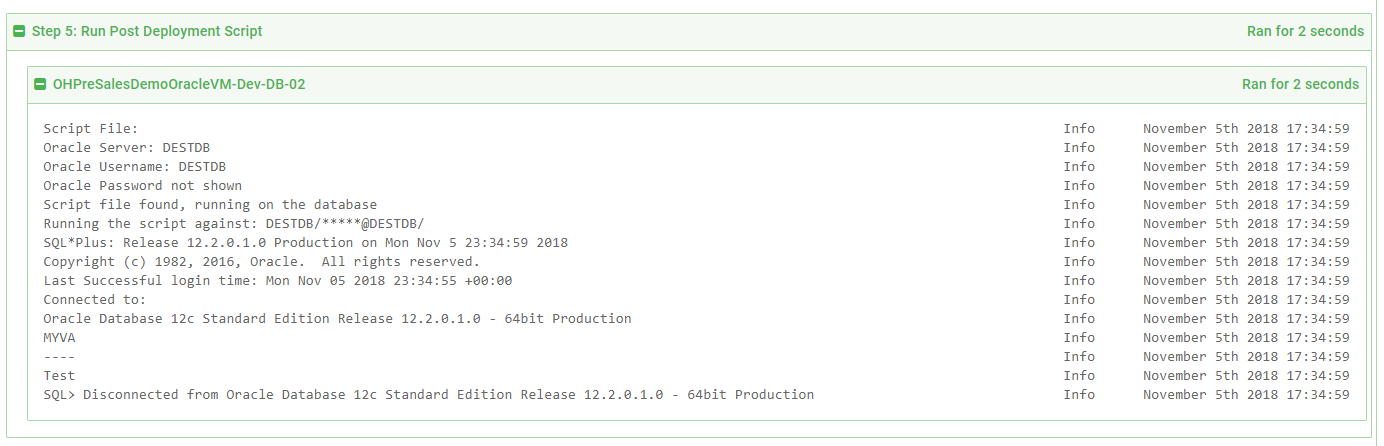 Step 5: Run Post Deployment Script Ran for 2 seconds
OHPreSalesDemoOracleVM-Dev-DB-02 Ran for 2 seconds
Script File: Info November 5th 2018 17:34:59
Oracle Server: DESTDB Info November 5th 2018 17:34:59
Oracle Username: DESTDB Info November 5th 2018 17:34:59
Oracle Password not shown Info November 5th 2018 17:34:59
Script file found, running on the database Info November 5th 2018 17:34:59
Running the script against: DESTDB/*****@DESTDB/ Info November 5th 2018 17:34:59
SQL*Plus: Release 12.2.0.1.0 Production on Mon Nov 5 23:34:59 2018 Info November 5th 2018 17:34:59
Copyright (c) 1982, 2016, Oracle.  All rights reserved. Info November 5th 2018 17:34:59
Last Successful login time: Mon Nov 05 2018 23:34:55 +00:00 Info November 5th 2018 17:34:59
Connected to: Info November 5th 2018 17:34:59
Oracle Database 12c Standard Edition Release 12.2.0.1.0 - 64bit Production Info November 5th 2018 17:34:59
MYVA Info November 5th 2018 17:34:59
---- Info November 5th 2018 17:34:59
Test Info November 5th 2018 17:34:59
SQL> Disconnected from Oracle Database 12c Standard Edition Release 12.2.0.1.0 - 64bit Production Info November 5th 2018 17:34:59